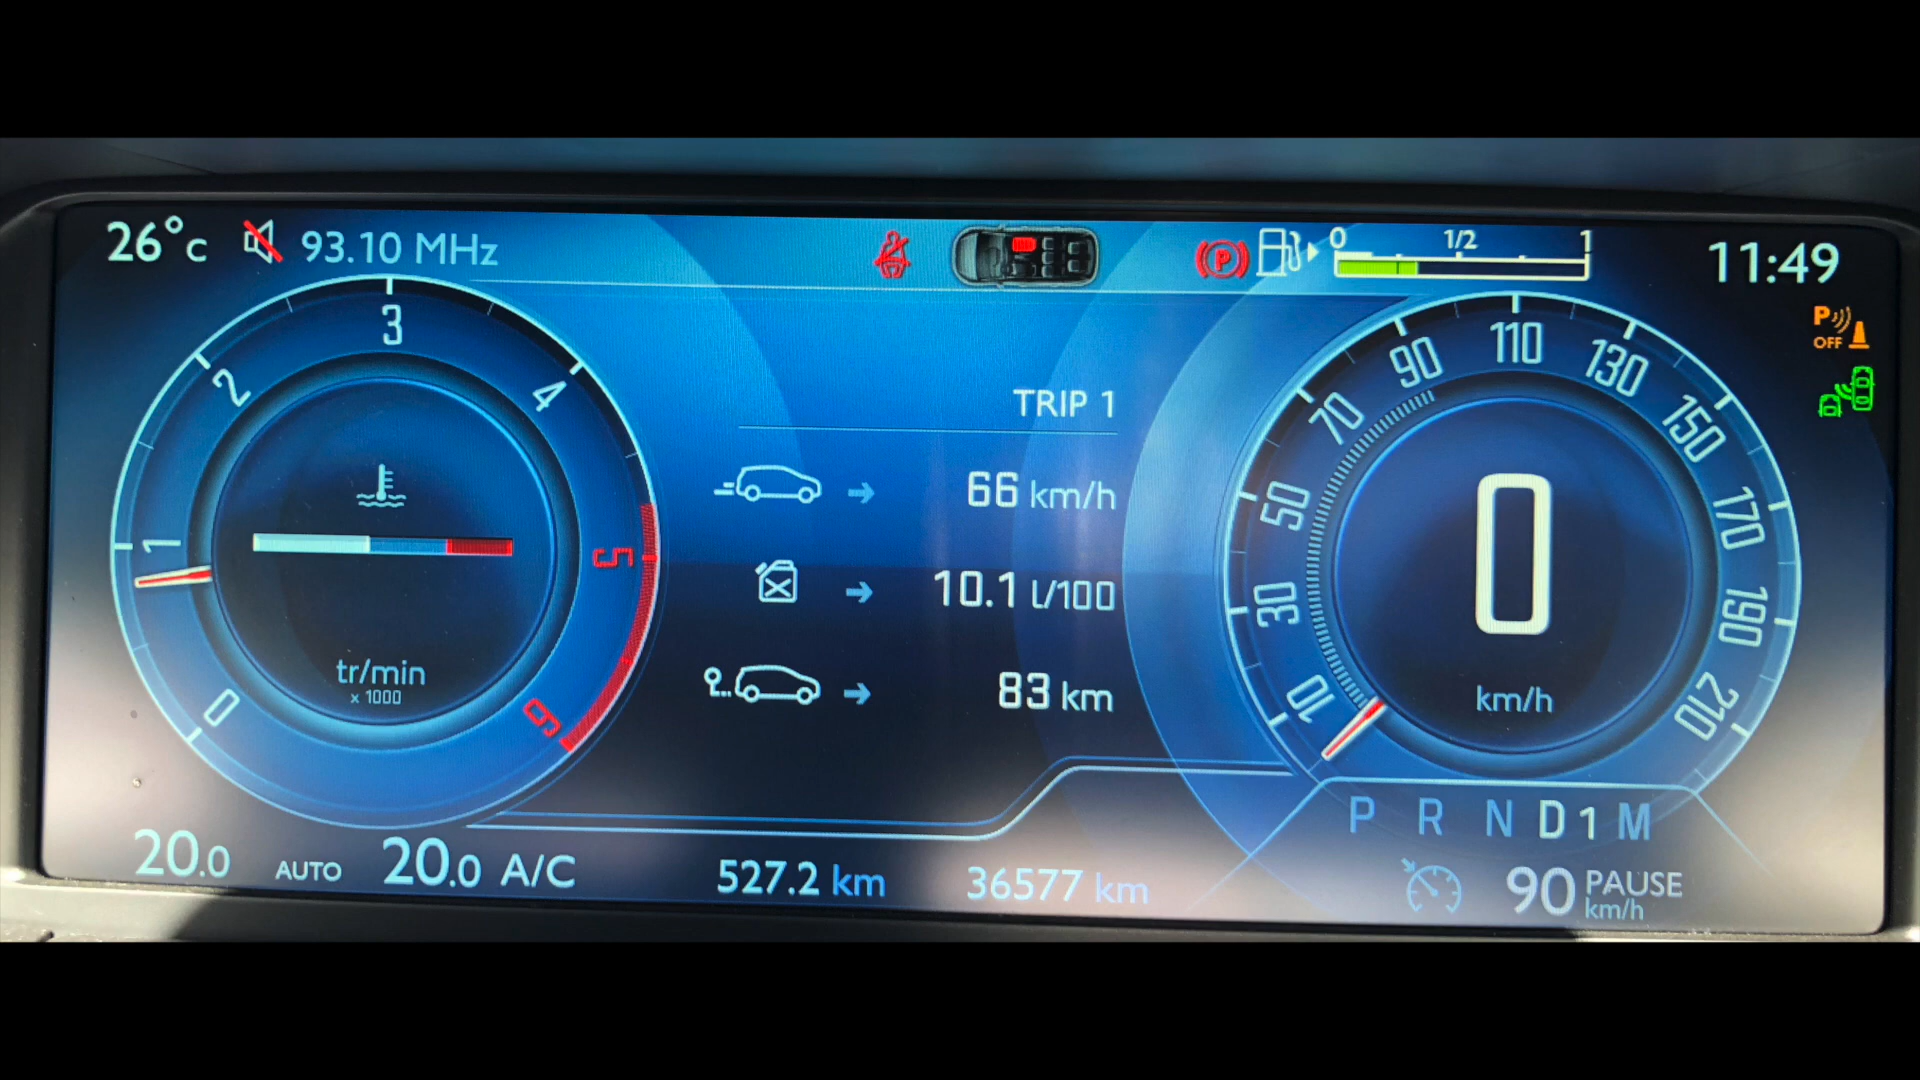 26°C 93.10 MHz
P 0 1/2 1
11:49
P OFF
0 1 2 3 4 5 6
tr/min
x 1000
TRIP 1
66 km/h
10.1 l/100
83 km
10 30 50 70 90 110 130 150 170 190 210
0
km/h
P R N D1 M
20.0 AUTO 20.0 A/C
527.2 km 36577 km
90 PAUSE
km/h